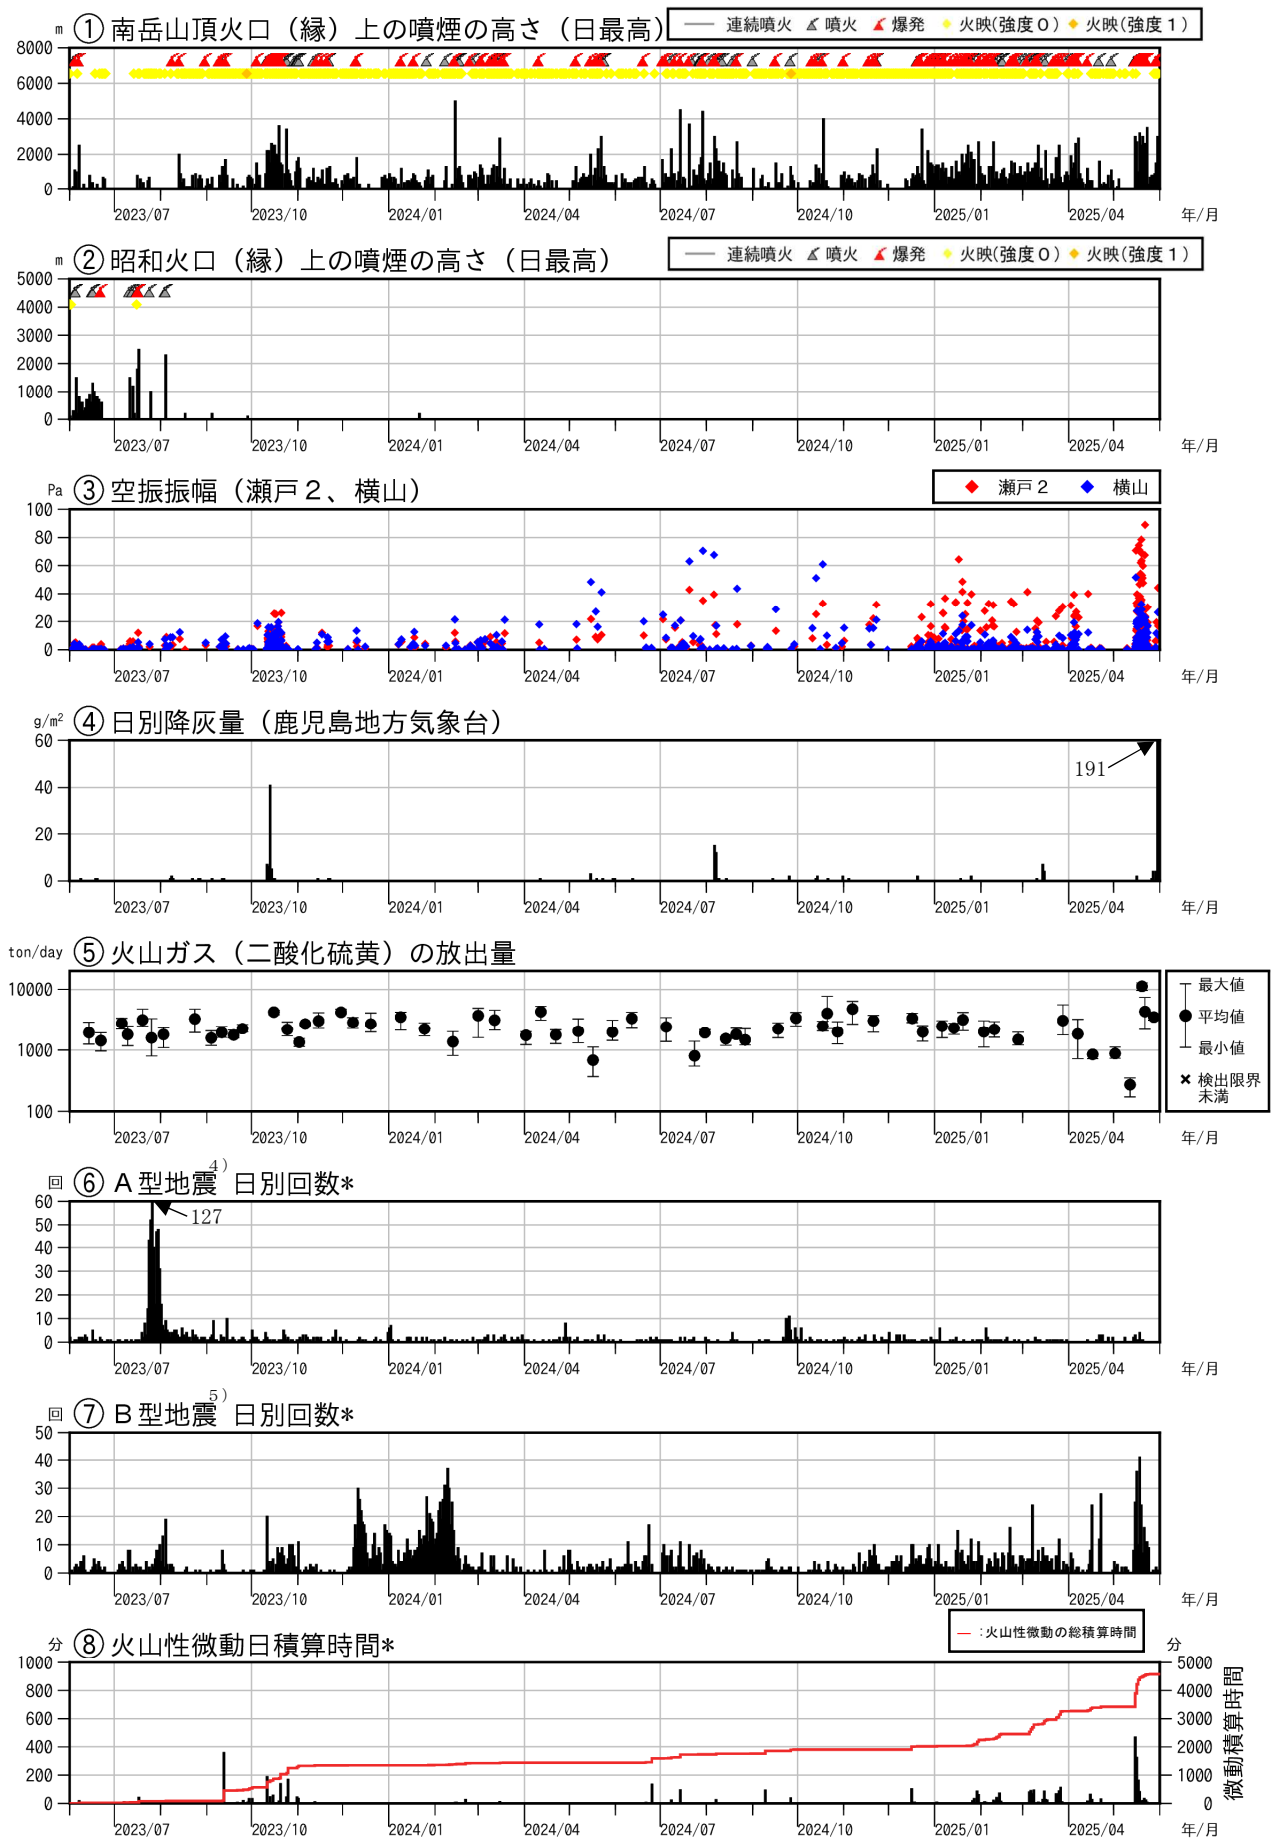 m ① 南岳山頂火口（縁）上の噴煙の高さ（日最高）
連続噴火 噴火 爆発 火映(強度０) 火映(強度１)
8000
6000
4000
2000
0
2023/07 2023/10 2024/01 2024/04 2024/07 2024/10 2025/01 2025/04 年/月
m ② 昭和火口（縁）上の噴煙の高さ（日最高）
連続噴火 噴火 爆発 火映(強度０) 火映(強度１)
5000
4000
3000
2000
1000
0
2023/07 2023/10 2024/01 2024/04 2024/07 2024/10 2025/01 2025/04 年/月
Pa ③ 空振振幅（瀬戸２、横山）
瀬戸２ 横山
100
80
60
40
20
0
2023/07 2023/10 2024/01 2024/04 2024/07 2024/10 2025/01 2025/04 年/月
g/m² ④ 日別降灰量（鹿児島地方気象台）
60
191
40
20
0
2023/07 2023/10 2024/01 2024/04 2024/07 2024/10 2025/01 2025/04 年/月
ton/day ⑤ 火山ガス（二酸化硫黄）の放出量
10000
1000
100
最大値
平均値
最小値
検出限界
未満
2023/07 2023/10 2024/01 2024/04 2024/07 2024/10 2025/01 2025/04 年/月
回 ⑥ Ａ型地震4） 日別回数*
60
127
50
40
30
20
10
0
2023/07 2023/10 2024/01 2024/04 2024/07 2024/10 2025/01 2025/04 年/月
回 ⑦ Ｂ型地震5） 日別回数*
50
40
30
20
10
0
2023/07 2023/10 2024/01 2024/04 2024/07 2024/10 2025/01 2025/04 年/月
分 ⑧ 火山性微動日積算時間*
：火山性微動の総積算時間
分
1000 5000
800 4000
600 3000
400 2000
200 1000
0 0
微動積算時間
2023/07 2023/10 2024/01 2024/04 2024/07 2024/10 2025/01 2025/04 年/月